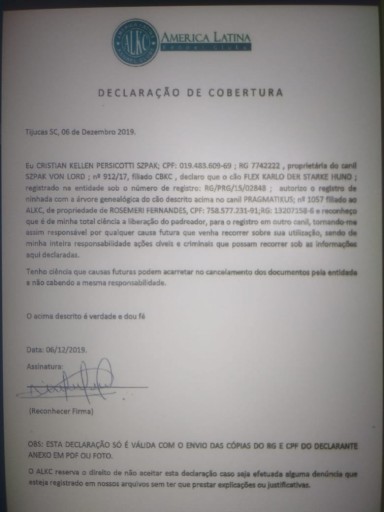 ALKC
AMERICA LATINA
KENNEL CLUB
DECLARAÇÃO DE COBERTURA
Tijucas SC, 06 de Dezembro 2019.
Eu CRISTIAN KELLEN PERSICOTTI SZPAK; CPF: 019.483.609-69 ; RG 7742222 , proprietária do canil
SZPAK VON LORD ; nº 912/17, filiado CBKC , declaro que o cão FLEX KARLO DER STARKE HUND ;
registrado na entidade sob o número de registro: RG/PRG/15/02848 ; autorizo o registro de
ninhada com a árvore genealógica do cão descrito acima no canil PRAGMATIKUS; nº 1057 filiado ao
ALKC, de propriedade de ROSEMERI FERNANDES, CPF: 758.577.231-91;RG: 13207158-6 e reconheço
que é de minha total ciência a liberação do padreador, para o registro em outro canil, tornando-me
assim responsável por qualquer causa futura que venha recorrer sobre sua utilização, sendo de
minha inteira responsabilidade ações cíveis e criminais que possam recorrer sob as informações
aqui declaradas.
Tenho ciência que causas futuras podem acarretar no cancelamento dos documentos pela entidade
e não cabendo a mesma responsabilidade.
O acima descrito é verdade e dou fé
Data: 06/12/2019.
Assinatura:
(Reconhecer Firma)
OBS: ESTA DECLARAÇÃO SÓ É VÁLIDA COM O ENVIO DAS CÓPIAS DO RG E CPF DO DECLARANTE
ANEXO EM PDF OU FOTO.
O ALKC reserva o direito de não aceitar esta declaração caso seja efetuada alguma denúncia que
esteja registrado em nossos arquivos sem ter que prestar explicações ou justificativas.